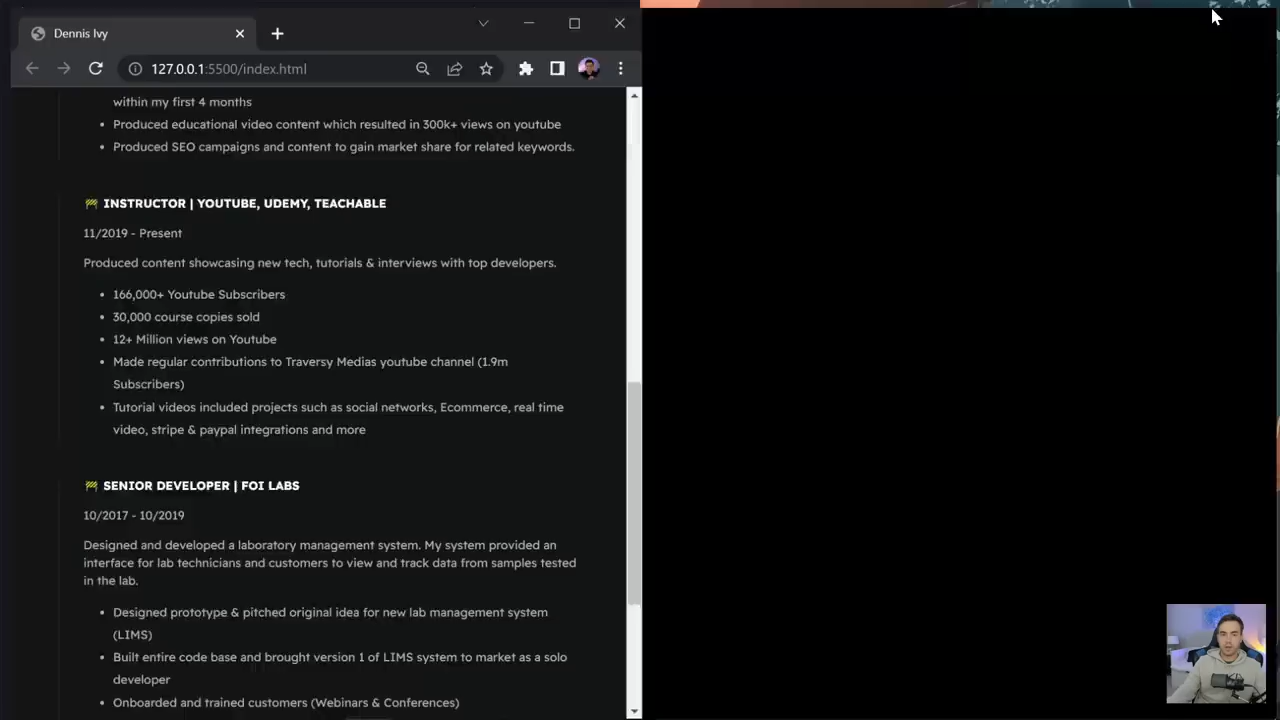 Dennis Ivy
127.0.0.1:5500/index.html
within my first 4 months
• Produced educational video content which resulted in 300k+ views on youtube
• Produced SEO campaigns and content to gain market share for related keywords.
🚧 INSTRUCTOR | YOUTUBE, UDEMY, TEACHABLE
11/2019 - Present
Produced content showcasing new tech, tutorials & interviews with top developers.
• 166,000+ Youtube Subscribers
• 30,000 course copies sold
• 12+ Million views on Youtube
• Made regular contributions to Traversy Medias youtube channel (1.9m
Subscribers)
• Tutorial videos included projects such as social networks, Ecommerce, real time
video, stripe & paypal integrations and more
🚧 SENIOR DEVELOPER | FOI LABS
10/2017 - 10/2019
Designed and developed a laboratory management system. My system provided an
interface for lab technicians and customers to view and track data from samples tested
in the lab.
• Designed prototype & pitched original idea for new lab management system
(LIMS)
• Built entire code base and brought version 1 of LIMS system to market as a solo
developer
• Onboarded and trained customers (Webinars & Conferences)